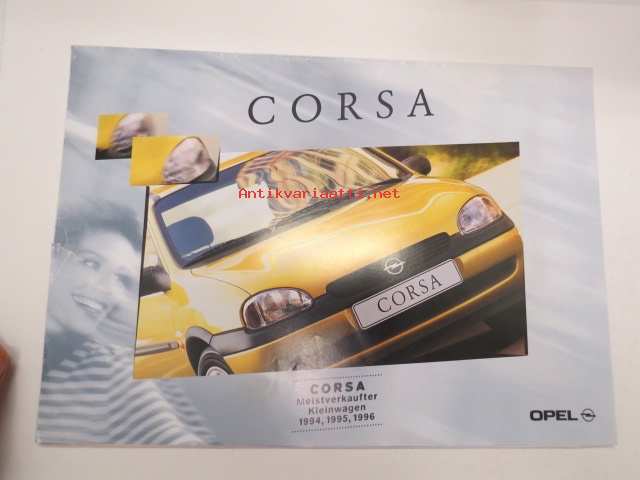 CORSA
Antikvariaatti.net
CORSA
CORSA
Meistverkaufter
Kleinwagen
1994, 1995, 1996
OPEL